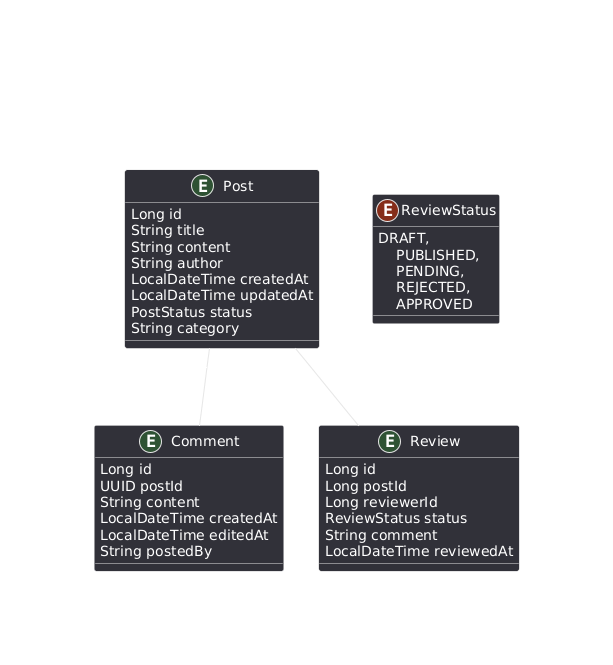 E Post
Long id
String title
String content
String author
LocalDateTime createdAt
LocalDateTime updatedAt
PostStatus status
String category
E ReviewStatus
DRAFT,
PUBLISHED,
PENDING,
REJECTED,
APPROVED
E Comment
Long id
UUID postId
String content
LocalDateTime createdAt
LocalDateTime editedAt
String postedBy
E Review
Long id
Long postId
Long reviewerId
ReviewStatus status
String comment
LocalDateTime reviewedAt